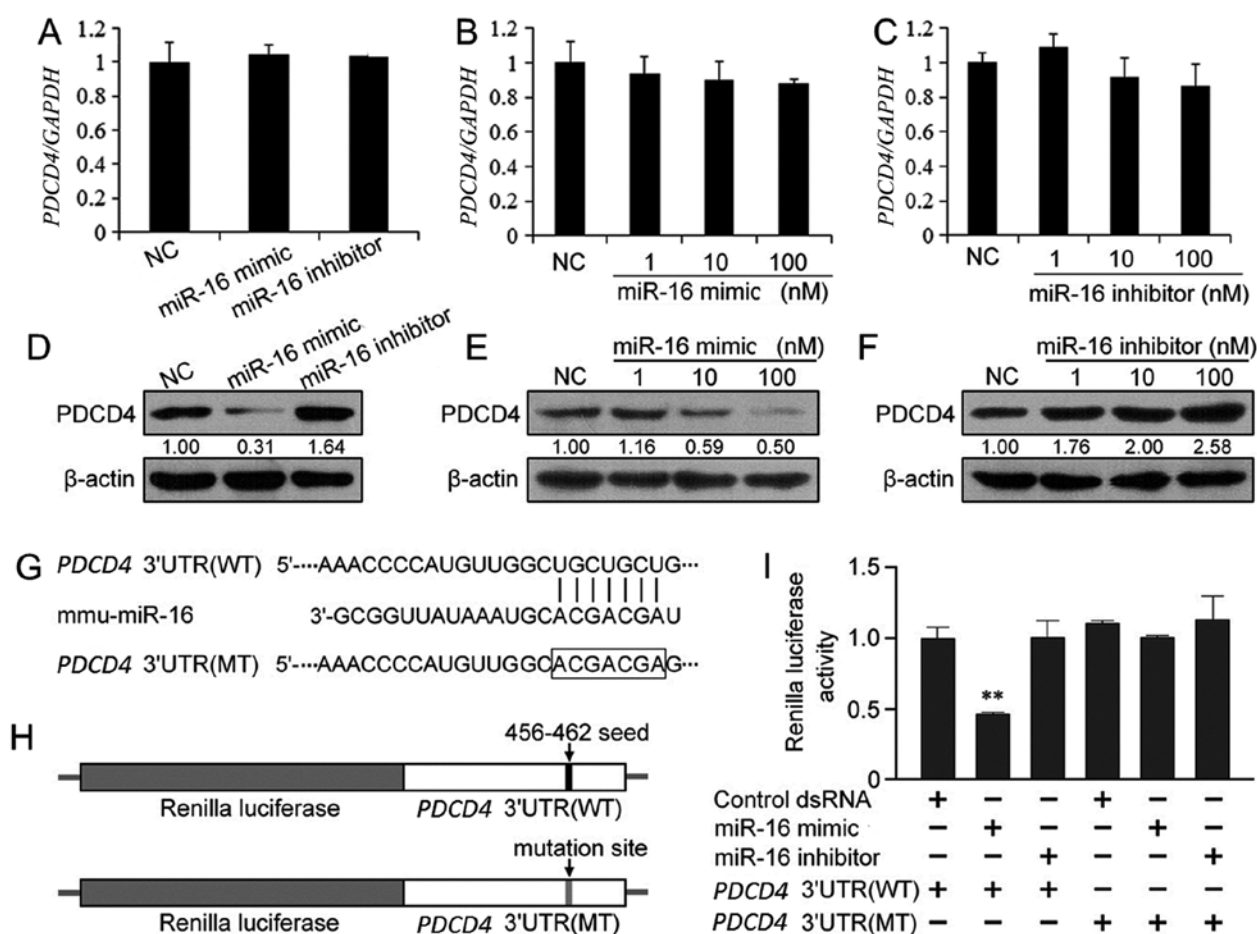 A
PDCD4/GAPDH
1.2
1
0.8
0.6
0.4
0.2
0
NC
miR-16 mimic
miR-16 inhibitor
B
PDCD4/GAPDH
1.2
1
0.8
0.6
0.4
0.2
0
NC 1 10 100
miR-16 mimic (nM)
C
PDCD4/GAPDH
1.2
1
0.8
0.6
0.4
0.2
0
NC 1 10 100
miR-16 inhibitor (nM)
D
NC miR-16 mimic miR-16 inhibitor
PDCD4
1.00 0.31 1.64
β-actin
E
miR-16 mimic (nM)
NC 1 10 100
PDCD4
1.00 1.16 0.59 0.50
β-actin
F
miR-16 inhibitor (nM)
NC 1 10 100
PDCD4
1.00 1.76 2.00 2.58
β-actin
G
PDCD4 3'UTR(WT) 5'-···AAACCCCAUGUUGGCUGCUGCUG···
mmu-miR-16 3'-GCGGUUAUAAAUGCACGACGAU
PDCD4 3'UTR(MT) 5'-···AAACCCCAUGUUGGCACGACGAG···
H
456-462 seed
Renilla luciferase PDCD4 3'UTR(WT)
mutation site
Renilla luciferase PDCD4 3'UTR(MT)
I
Renilla luciferase activity
1.5
1.0
0.5
0
**
Control dsRNA + − − + − −
miR-16 mimic − + − − + −
miR-16 inhibitor − − + − − +
PDCD4 3'UTR(WT) + + + − − −
PDCD4 3'UTR(MT) − − − + + +